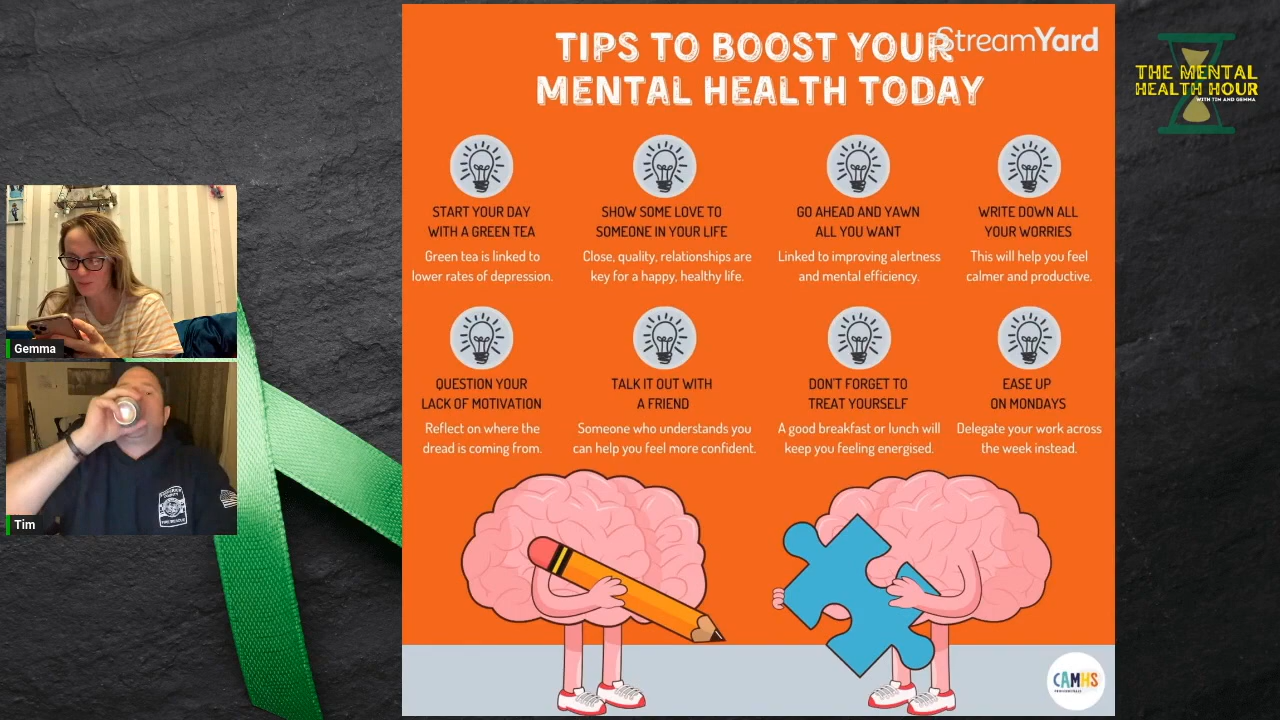 TIPS TO BOOST YOUR
MENTAL HEALTH TODAY
StreamYard
THE MENTAL
HEALTH HOUR
WITH TIM AND GEMMA
START YOUR DAY
WITH A GREEN TEA
Green tea is linked to
lower rates of depression.
SHOW SOME LOVE TO
SOMEONE IN YOUR LIFE
Close, quality, relationships are
key for a happy, healthy life.
GO AHEAD AND YAWN
ALL YOU WANT
Linked to improving alertness
and mental efficiency.
WRITE DOWN ALL
YOUR WORRIES
This will help you feel
calmer and productive.
QUESTION YOUR
LACK OF MOTIVATION
Reflect on where the
dread is coming from.
TALK IT OUT WITH
A FRIEND
Someone who understands you
can help you feel more confident.
DON'T FORGET TO
TREAT YOURSELF
A good breakfast or lunch will
keep you feeling energised.
EASE UP
ON MONDAYS
Delegate your work across
the week instead.
Gemma
Tim
CAMHS